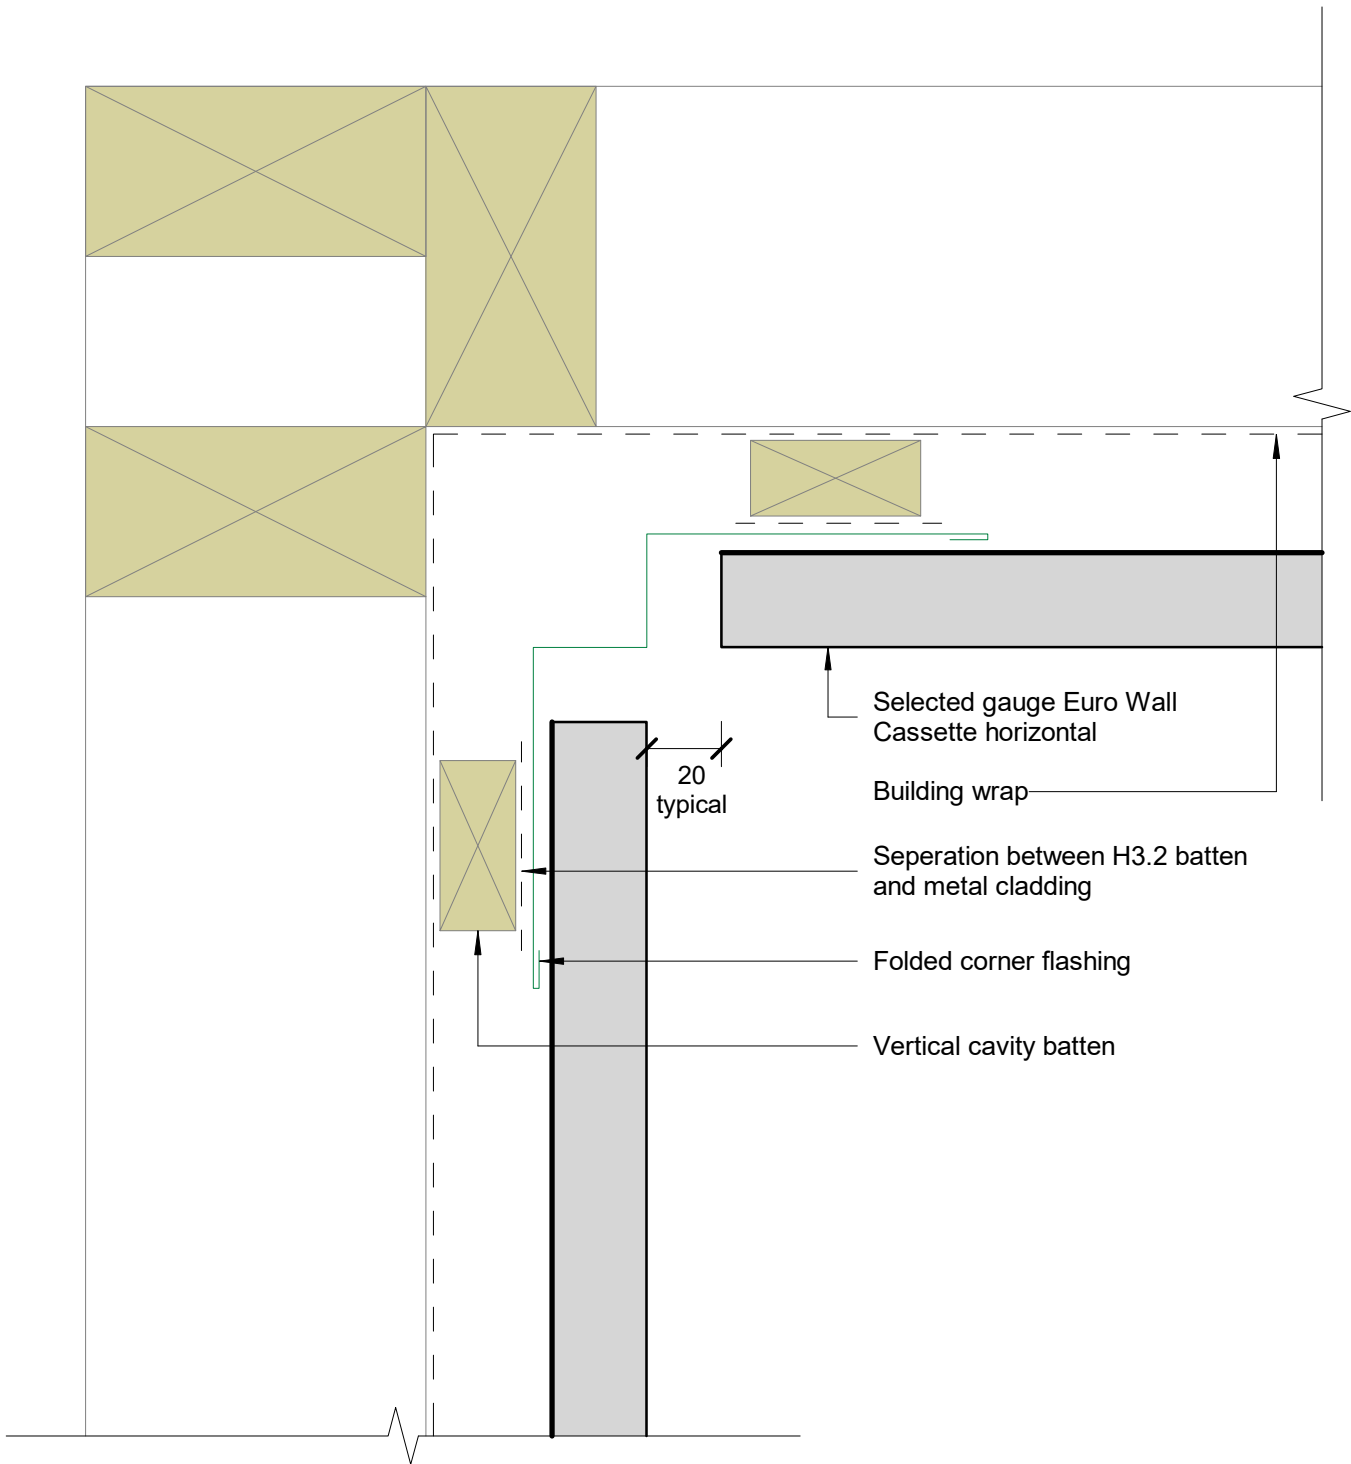 Selected gauge Euro Wall
Cassette horizontal
20
typical
Building wrap
Seperation between H3.2 batten
and metal cladding
Folded corner flashing
Vertical cavity batten